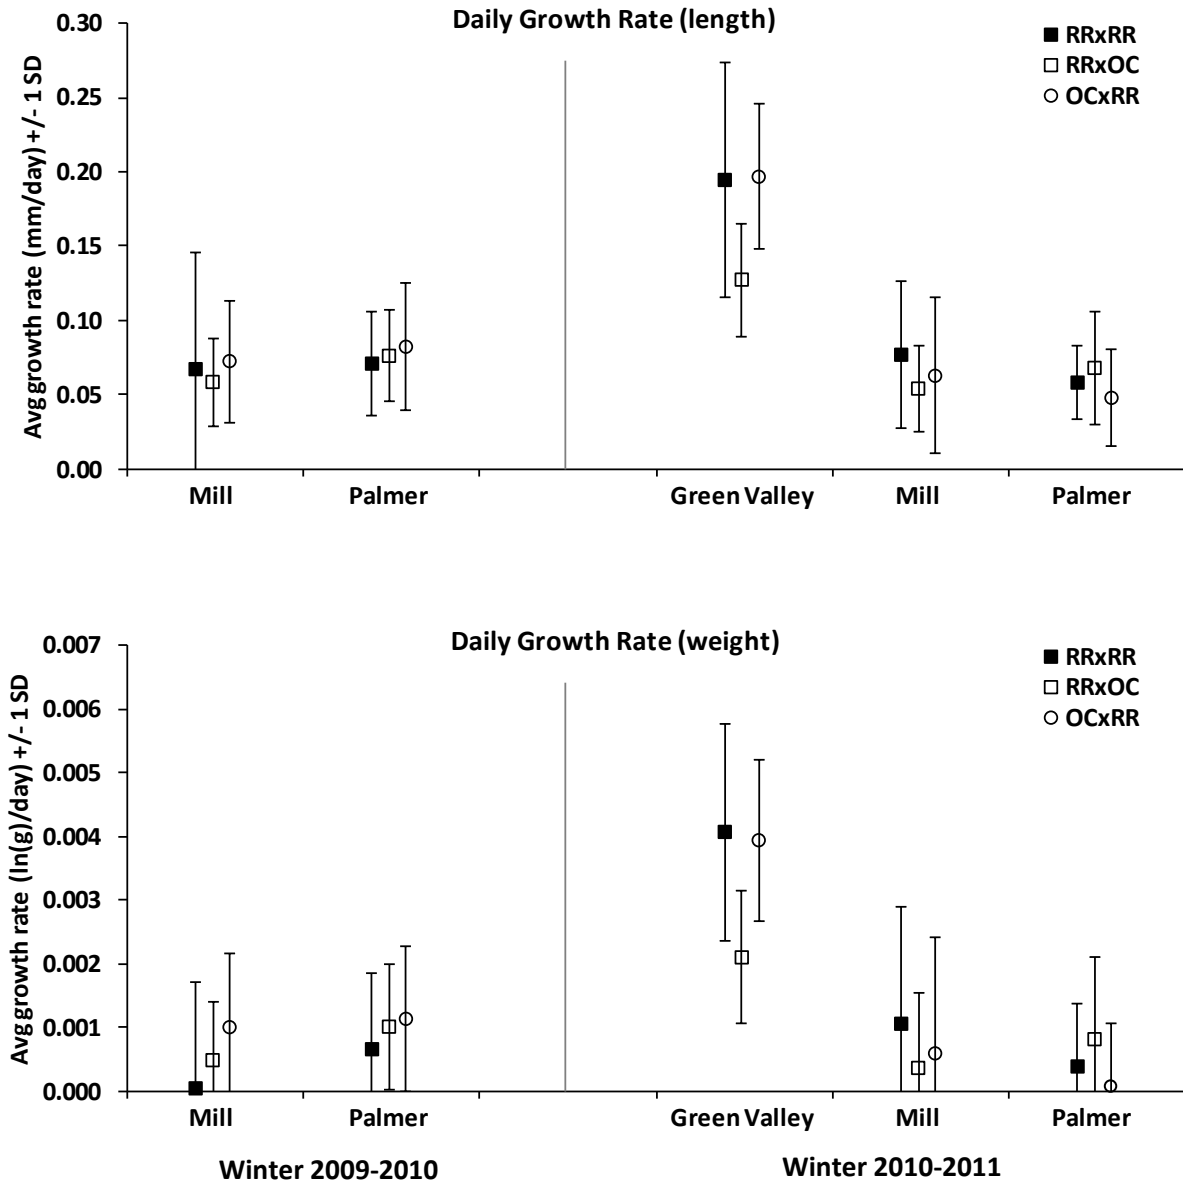 Daily Growth Rate (length)
Avg growth rate (mm/day) +/- 1 SD
0.30
0.25
0.20
0.15
0.10
0.05
0.00
RRxRR
RRxOC
OCxRR
Mill Palmer Green Valley Mill Palmer
Daily Growth Rate (weight)
Avg growth rate (ln(g)/day) +/- 1 SD
0.007
0.006
0.005
0.004
0.003
0.002
0.001
0.000
RRxRR
RRxOC
OCxRR
Mill Palmer Green Valley Mill Palmer
Winter 2009-2010 Winter 2010-2011